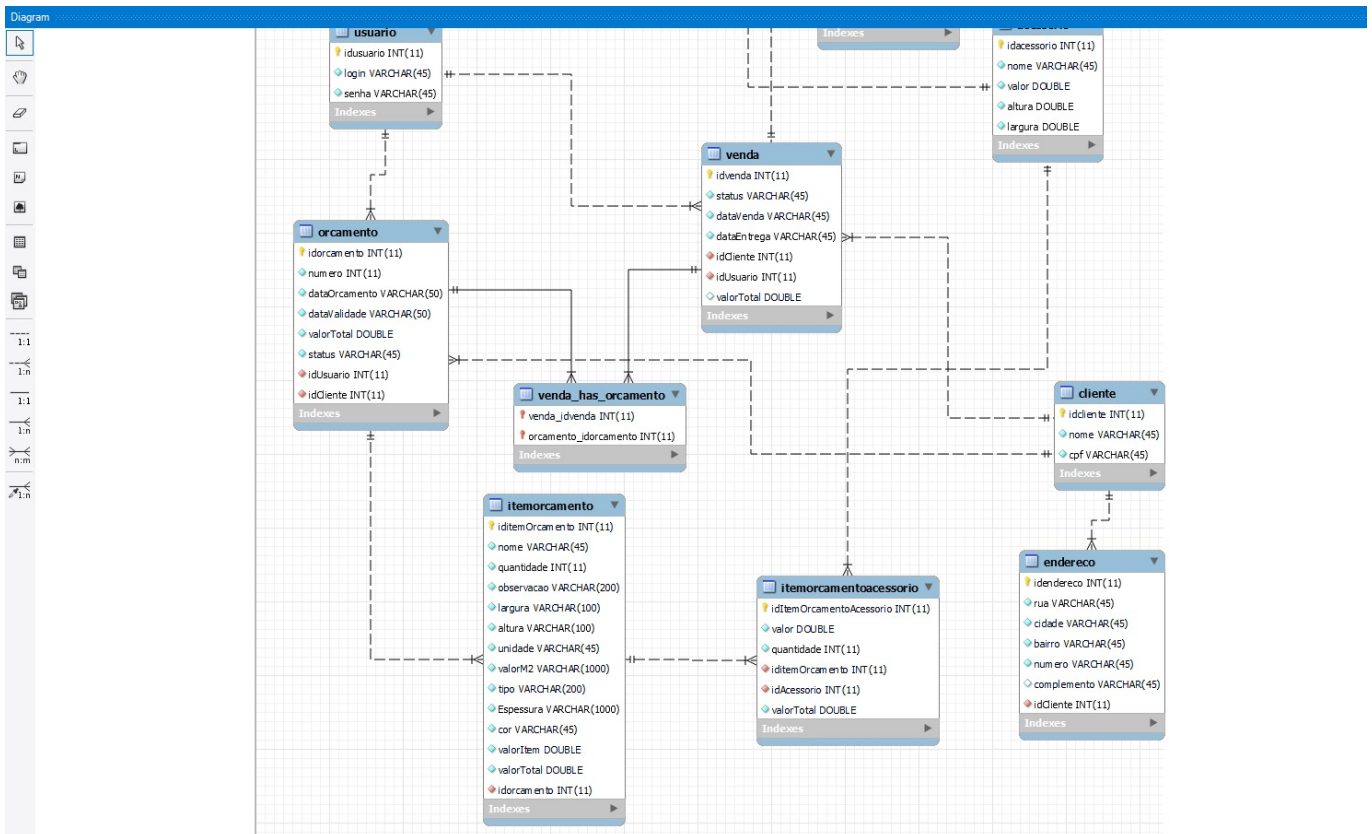 Diagram
usuario
idusuario INT(11)
login VARCHAR(45)
senha VARCHAR(45)
Indexes
Indexes
idacessorio INT(11)
nome VARCHAR(45)
valor DOUBLE
altura DOUBLE
largura DOUBLE
Indexes
venda
idvenda INT(11)
status VARCHAR(45)
dataVenda VARCHAR(45)
dataEntrega VARCHAR(45)
idCliente INT(11)
idUsuario INT(11)
valorTotal DOUBLE
Indexes
orcamento
idorcamento INT(11)
numero INT(11)
dataOrcamento VARCHAR(50)
dataValidade VARCHAR(50)
valorTotal DOUBLE
status VARCHAR(45)
idUsuario INT(11)
idCliente INT(11)
Indexes
1:1
1:n
1:1
1:n
n:m
1:n
venda_has_orcamento
venda_idvenda INT(11)
orcamento_idorcamento INT(11)
Indexes
cliente
idcliente INT(11)
nome VARCHAR(45)
cpf VARCHAR(45)
Indexes
itemorcamento
iditemOrcamento INT(11)
nome VARCHAR(45)
quantidade INT(11)
observacao VARCHAR(200)
largura VARCHAR(100)
altura VARCHAR(100)
unidade VARCHAR(45)
valorM2 VARCHAR(1000)
tipo VARCHAR(200)
Espessura VARCHAR(1000)
cor VARCHAR(45)
valorItem DOUBLE
valorTotal DOUBLE
idorcamento INT(11)
Indexes
itemorcamentoacessorio
idItemOrcamentoAcessorio INT(11)
valor DOUBLE
quantidade INT(11)
iditemOrcamento INT(11)
idAcessorio INT(11)
valorTotal DOUBLE
Indexes
endereco
idendereco INT(11)
rua VARCHAR(45)
cidade VARCHAR(45)
bairro VARCHAR(45)
numero VARCHAR(45)
complemento VARCHAR(45)
idCliente INT(11)
Indexes